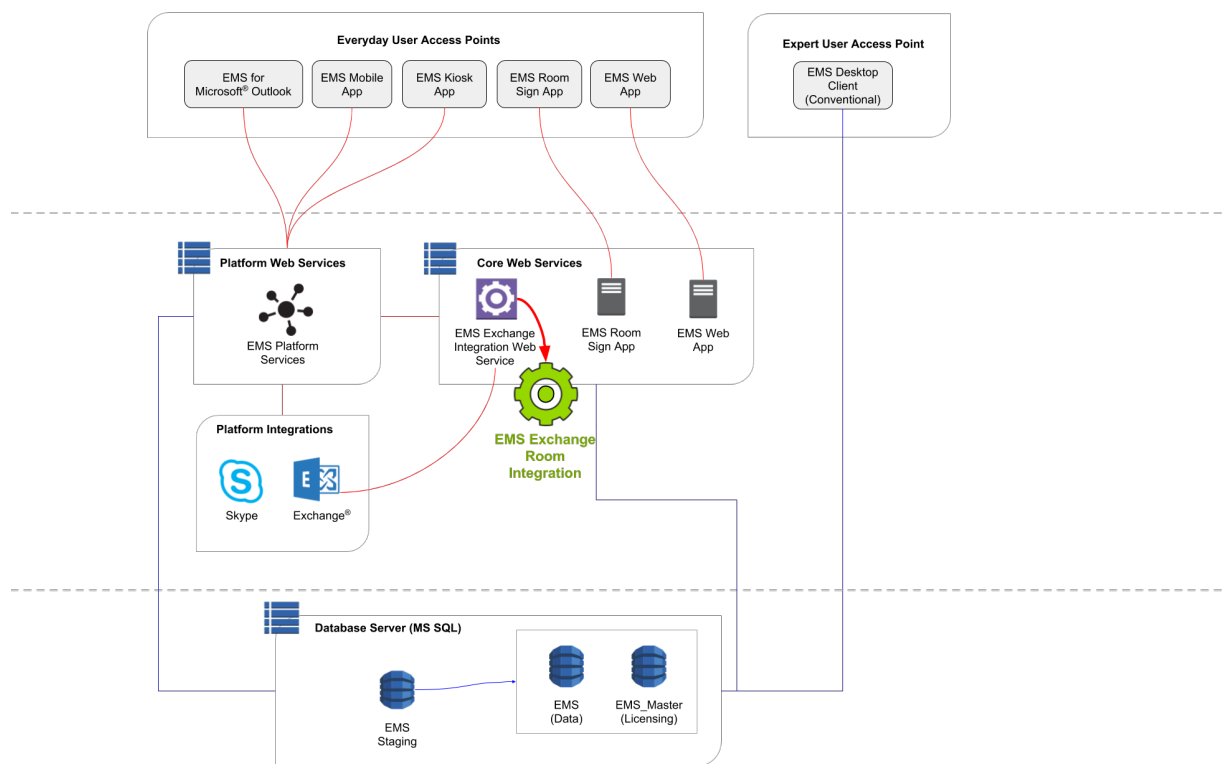 Everyday User Access Points
EMS for
Microsoft® Outlook
EMS Mobile
App
EMS Kiosk
App
EMS Room
Sign App
EMS Web
App
Expert User Access Point
EMS Desktop
Client
(Conventional)
Platform Web Services
EMS Platform
Services
Core Web Services
EMS Exchange
Integration Web
Service
EMS Room
Sign App
EMS Web
App
EMS Exchange
Room
Integration
Platform Integrations
S
Skype
E
Exchange®
Database Server (MS SQL)
EMS
Staging
EMS
(Data)
EMS_Master
(Licensing)